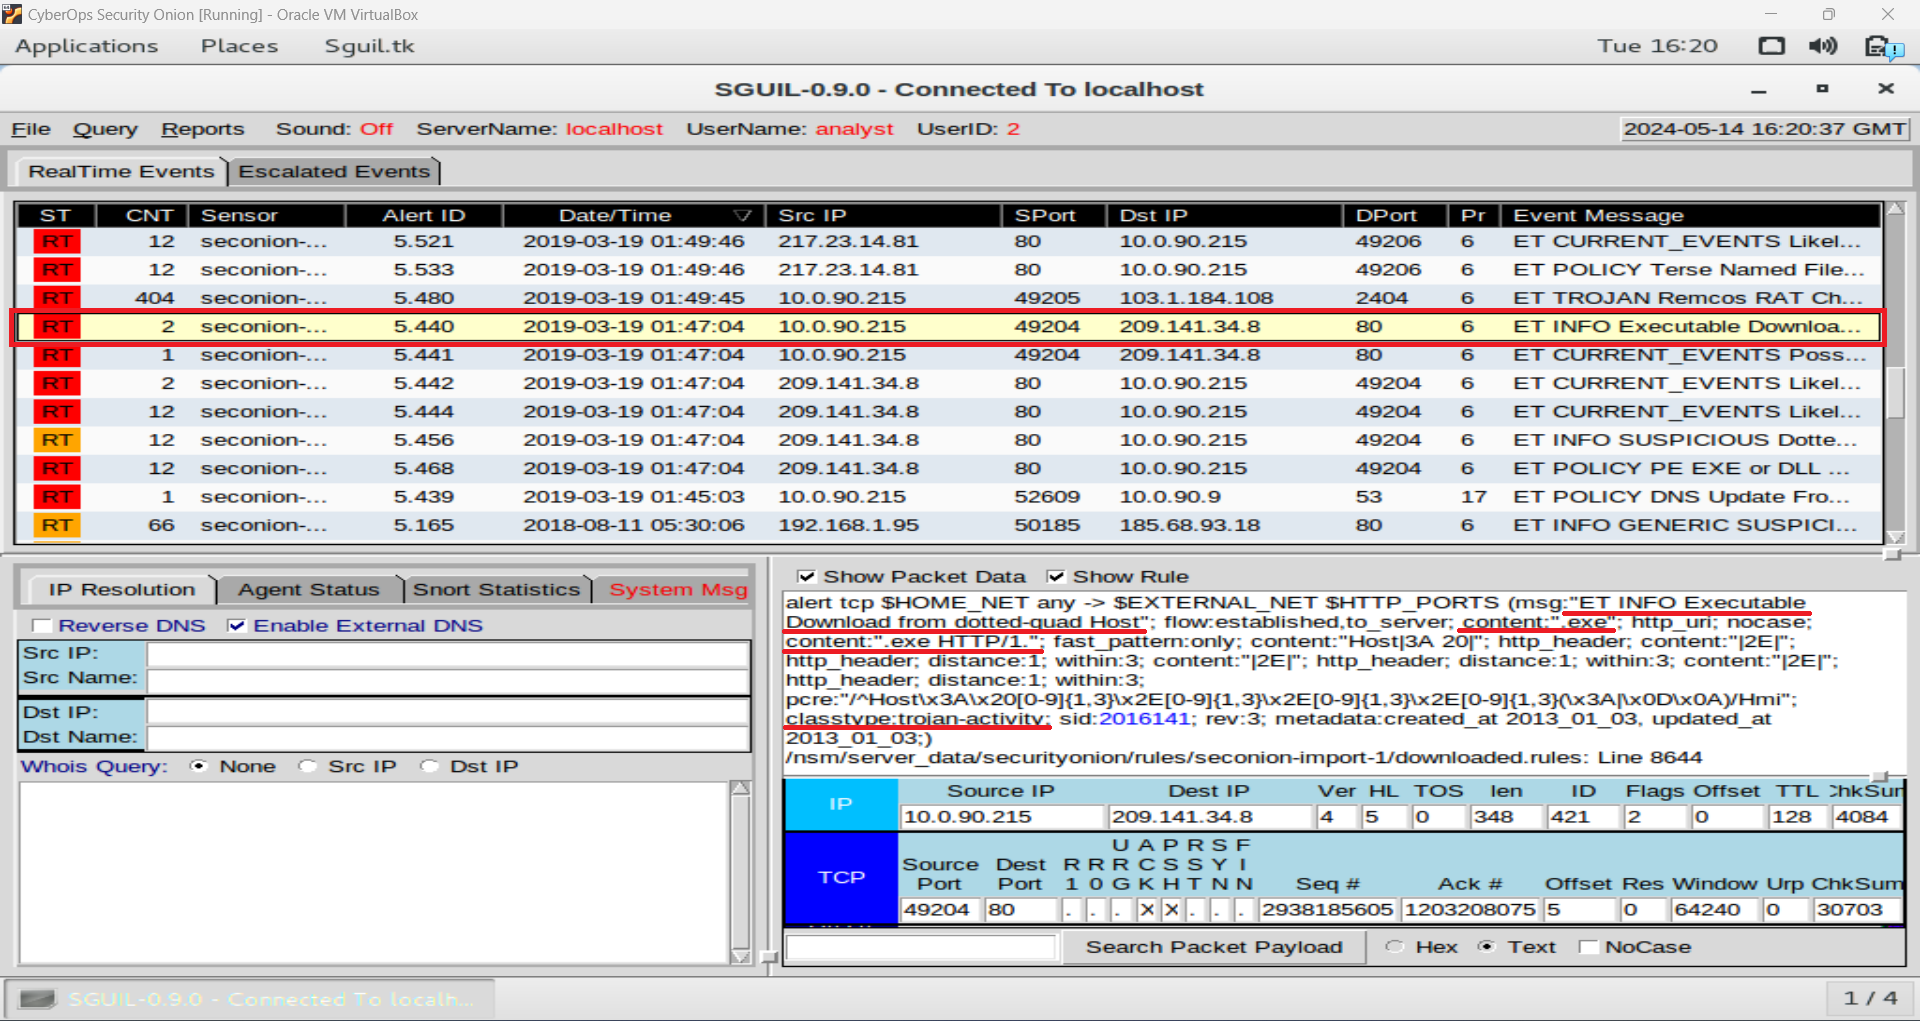 CyberOps Security Onion [Running] - Oracle VM VirtualBox
Applications Places Sguil.tk Tue 16:20
SGUIL-0.9.0 - Connected To localhost
File Query Reports Sound: Off ServerName: localhost UserName: analyst UserID: 2 2024-05-14 16:20:37 GMT
RealTime Events Escalated Events
ST CNT Sensor Alert ID Date/Time Src IP SPort Dst IP DPort Pr Event Message
RT 12 seconion-... 5.521 2019-03-19 01:49:46 217.23.14.81 80 10.0.90.215 49206 6 ET CURRENT_EVENTS Likel...
RT 12 seconion-... 5.533 2019-03-19 01:49:46 217.23.14.81 80 10.0.90.215 49206 6 ET POLICY Terse Named File...
RT 404 seconion-... 5.480 2019-03-19 01:49:45 10.0.90.215 49205 103.1.184.108 2404 6 ET TROJAN Remcos RAT Ch...
RT 2 seconion-... 5.440 2019-03-19 01:47:04 10.0.90.215 49204 209.141.34.8 80 6 ET INFO Executable Downloa...
RT 1 seconion-... 5.441 2019-03-19 01:47:04 10.0.90.215 49204 209.141.34.8 80 6 ET CURRENT_EVENTS Poss...
RT 2 seconion-... 5.442 2019-03-19 01:47:04 209.141.34.8 80 10.0.90.215 49204 6 ET CURRENT_EVENTS Likel...
RT 12 seconion-... 5.444 2019-03-19 01:47:04 209.141.34.8 80 10.0.90.215 49204 6 ET CURRENT_EVENTS Likel...
RT 12 seconion-... 5.456 2019-03-19 01:47:04 209.141.34.8 80 10.0.90.215 49204 6 ET INFO SUSPICIOUS Dotte...
RT 12 seconion-... 5.468 2019-03-19 01:47:04 209.141.34.8 80 10.0.90.215 49204 6 ET POLICY PE EXE or DLL ...
RT 1 seconion-... 5.439 2019-03-19 01:45:03 10.0.90.215 52609 10.0.90.9 53 17 ET POLICY DNS Update Fro...
RT 66 seconion-... 5.165 2018-08-11 05:30:06 192.168.1.95 50185 185.68.93.18 80 6 ET INFO GENERIC SUSPICI...
IP Resolution Agent Status Snort Statistics System Msg
Reverse DNS Enable External DNS
Src IP:
Src Name:
Dst IP:
Dst Name:
Whois Query: None Src IP Dst IP
Show Packet Data Show Rule
alert tcp $HOME_NET any -> $EXTERNAL_NET $HTTP_PORTS (msg:"ET INFO Executable
Download from dotted-quad Host"; flow:established,to_server; content:".exe"; http_uri; nocase;
content:".exe HTTP/1."; fast_pattern:only; content:"Host|3A 20|"; http_header; content:"|2E|";
http_header; distance:1; within:3; content:"|2E|"; http_header; distance:1; within:3; content:"|2E|";
http_header; distance:1; within:3;
pcre:"/^Host\x3A\x20[0-9]{1,3}\x2E[0-9]{1,3}\x2E[0-9]{1,3}\x2E[0-9]{1,3}(\x3A|\x0D\x0A)/Hmi";
classtype:trojan-activity; sid:2016141; rev:3; metadata:created_at 2013_01_03, updated_at
2013_01_03;)
/nsm/server_data/securityonion/rules/seconion-import-1/downloaded.rules: Line 8644
IP Source IP Dest IP Ver HL TOS len ID Flags Offset TTL ChkSum
10.0.90.215 209.141.34.8 4 5 0 348 421 2 0 128 4084
U A P R S F
Source Dest R R R C S S Y I
TCP
Port Port 1 0 G K H T N N Seq # Ack # Offset Res Window Urp ChkSum
49204 80 . . . X X . . . 2938185605 1203208075 5 0 64240 0 30703
Search Packet Payload Hex Text NoCase
SGUIL-0.9.0 - Connected To localh... 1 / 4